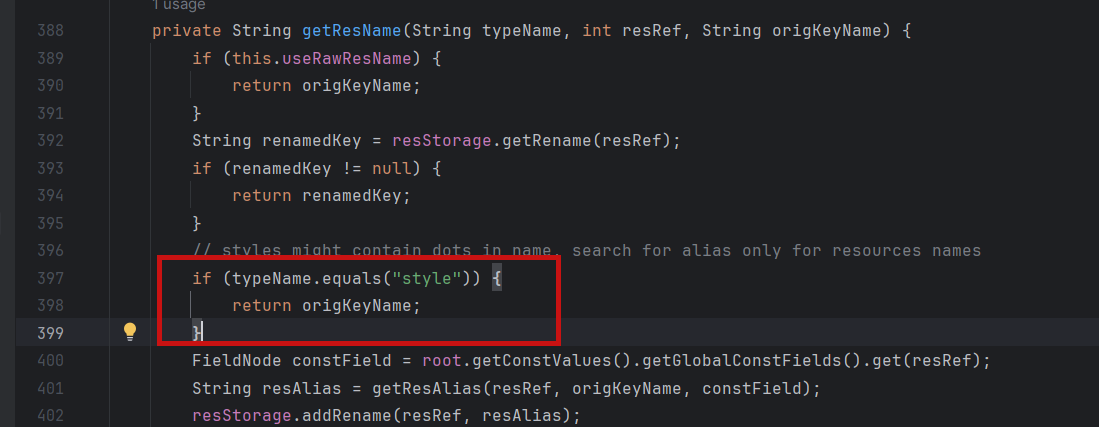 1 usage
388 private String getResName(String typeName, int resRef, String origKeyName) {
389 if (this.useRawResName) {
390 return origKeyName;
391 }
392 String renamedKey = resStorage.getRename(resRef);
393 if (renamedKey != null) {
394 return renamedKey;
395 }
396 // styles might contain dots in name, search for alias only for resources names
397 if (typeName.equals("style")) {
398 return origKeyName;
399 }
400 FieldNode constField = root.getConstValues().getGlobalConstFields().get(resRef);
401 String resAlias = getResAlias(resRef, origKeyName, constField);
402 resStorage.addRename(resRef, resAlias);